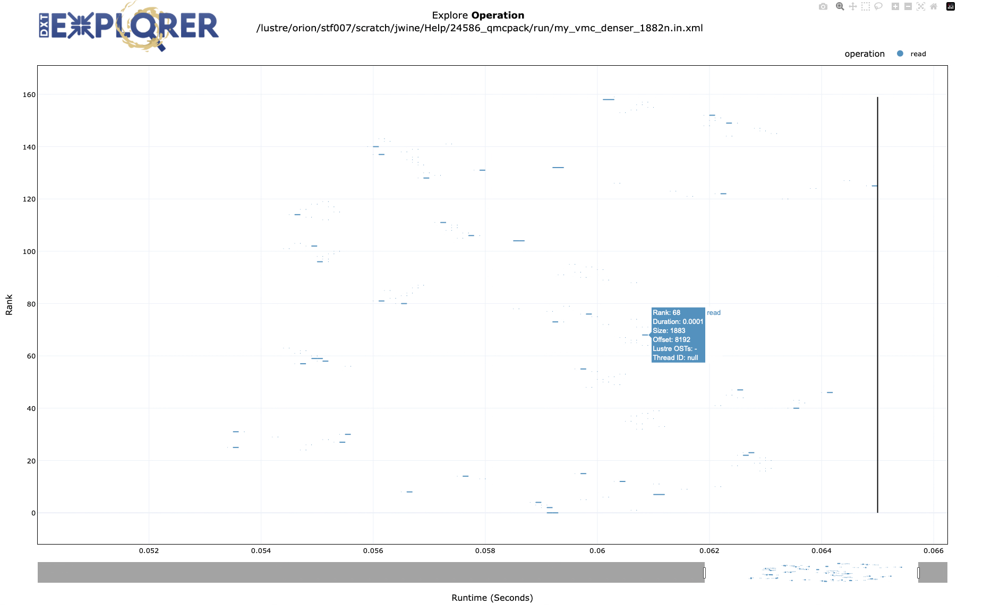 DXT EXPLORER
Explore Operation
/lustre/orion/stf007/scratch/jwine/Help/24586_qmcpack/run/my_vmc_denser_1882n.in.xml
operation read
160
140
120
100
80
60
40
20
0
Rank
Rank: 68 read
Duration: 0.0001
Size: 1883
Offset: 8192
Lustre OSTs: -
Thread ID: null
0.052 0.054 0.056 0.058 0.06 0.062 0.064 0.066
Runtime (Seconds)